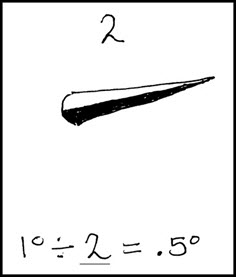 2
1° ÷ 2 = .5°